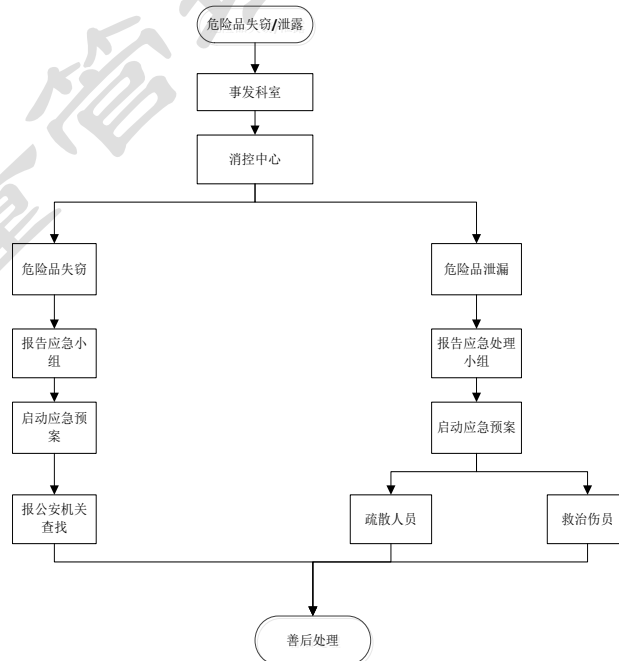 危险品失窃/泄露
事发科室
消控中心
危险品失窃
危险品泄漏
报告应急小
组
报告应急处理
小组
启动应急预
案
启动应急预案
报公安机关
查找
疏散人员
救治伤员
善后处理